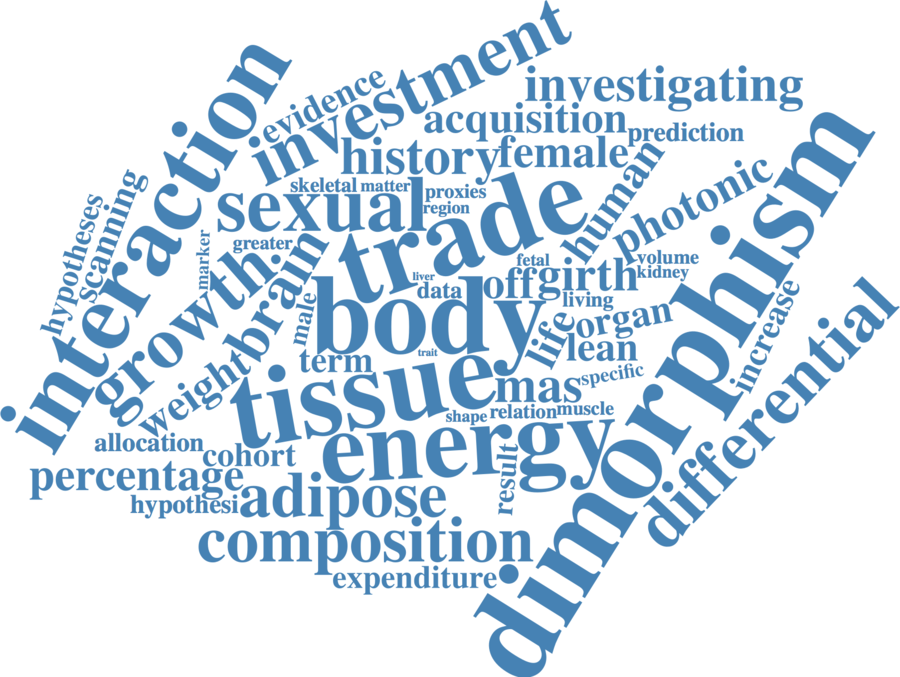 investment
evidence
investigating
acquisition
prediction
interaction
history
female
human
dimorphism
photonic
skeletal
matter
proxies
sexual
region
trade
hypotheses
scanning
marker
greater
growth.
brain
fetal
volume
liver
data
off
girth
kidney
living
male
body
life
organ
increase
differential
term
trait
lean
weight
tissue
mas
specific
shape
relation
muscle
allocation
cohort
energy
result
percentage
hypothesi
adipose
composition
expenditure